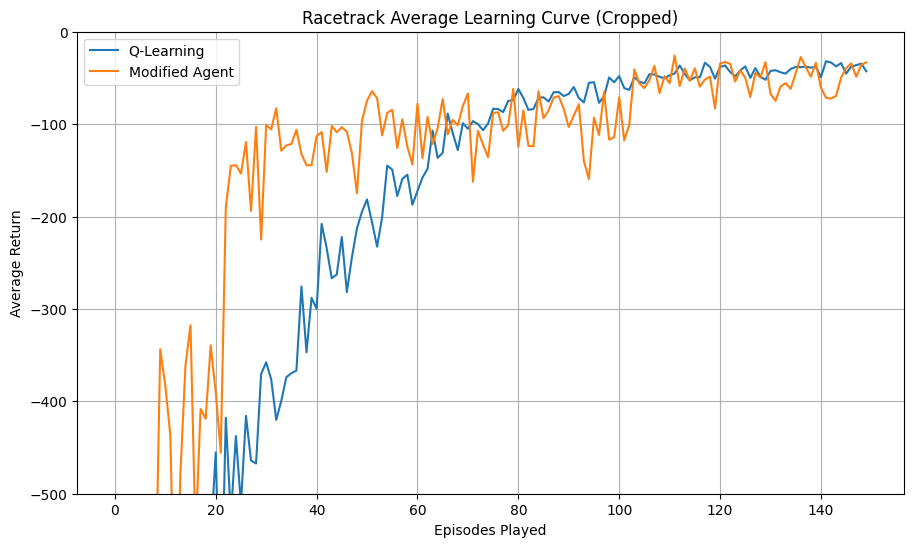 Racetrack Average Learning Curve (Cropped)
Q-Learning
Modified Agent
0
−100
−200
−300
−400
−500
Average Return
0 20 40 60 80 100 120 140
Episodes Played